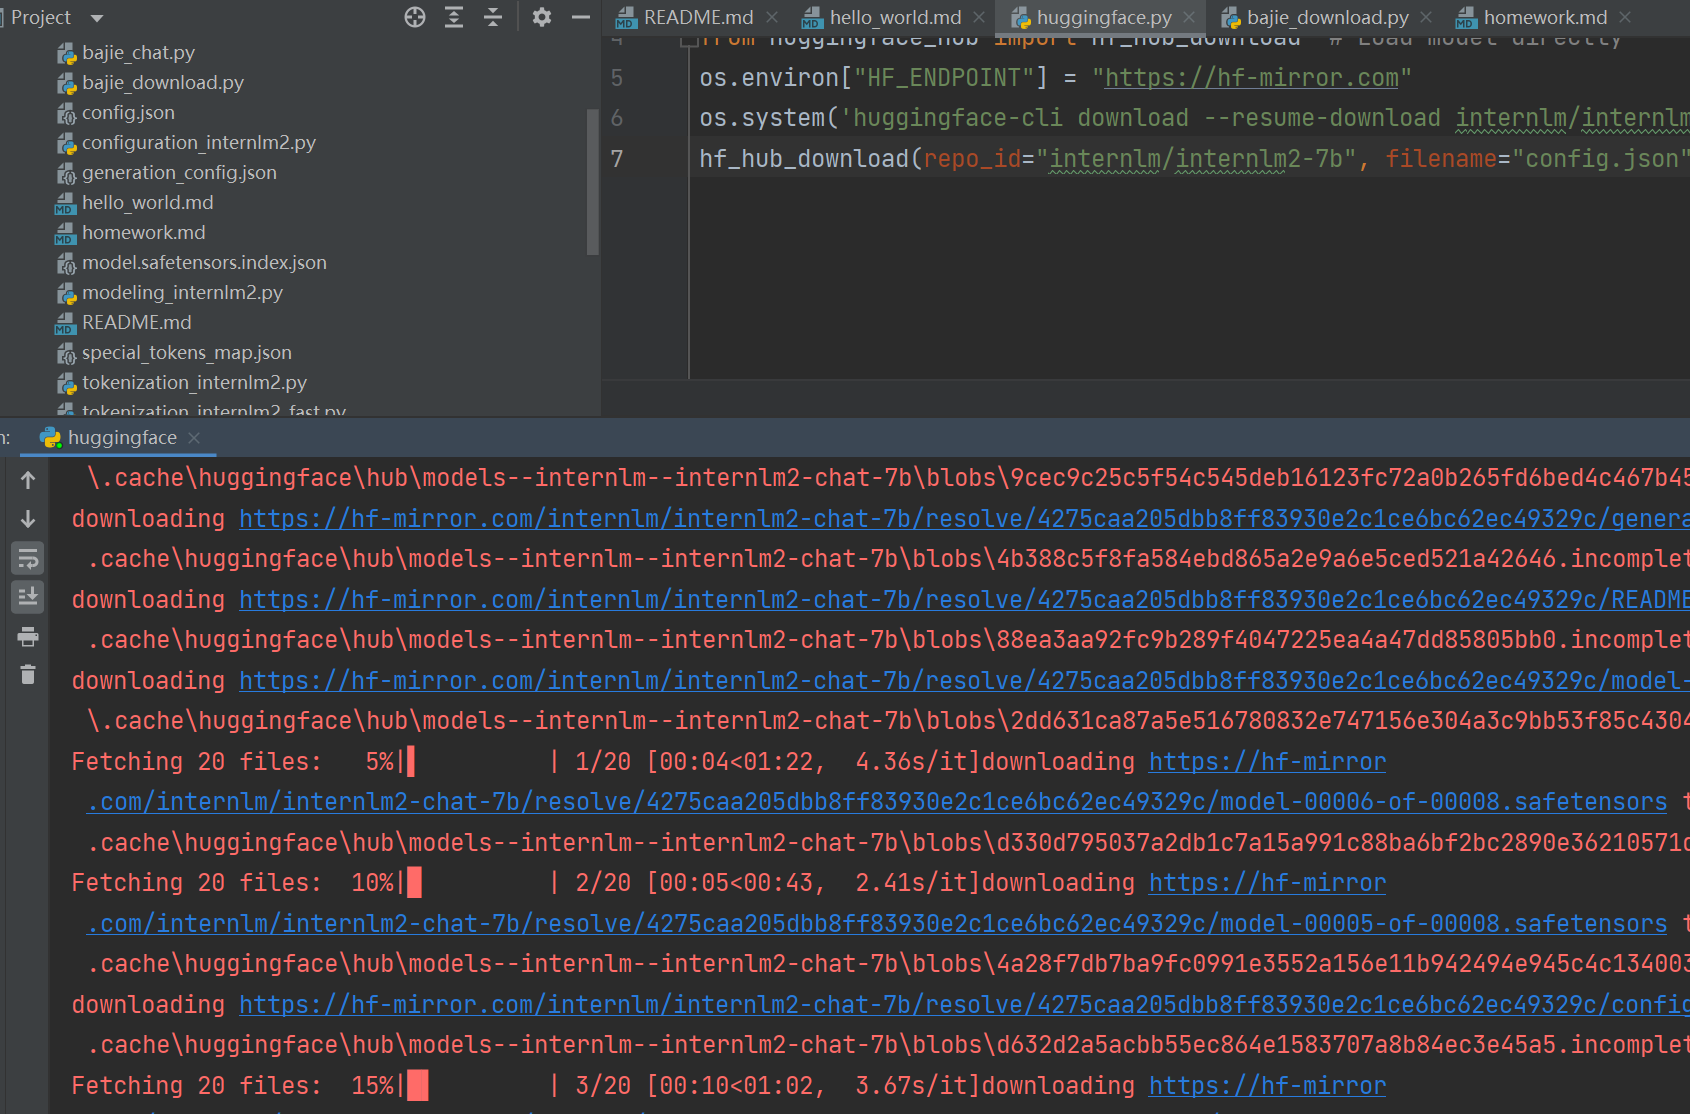 Project
README.md
hello_world.md
huggingface.py
bajie_download.py
homework.md
bajie_chat.py
bajie_download.py
config.json
configuration_internlm2.py
generation_config.json
hello_world.md
homework.md
model.safetensors.index.json
modeling_internlm2.py
README.md
special_tokens_map.json
tokenization_internlm2.py
tokenization_internlm2_fast.py
4 from huggingface_hub import hf_hub_download # Load model directly
5 os.environ["HF_ENDPOINT"] = "https://hf-mirror.com"
6 os.system('huggingface-cli download --resume-download internlm/internlm
7 hf_hub_download(repo_id="internlm/internlm2-7b", filename="config.json"
n: huggingface
\.cache\huggingface\hub\models--internlm--internlm2-chat-7b\blobs\9cec9c25c5f54c545deb16123fc72a0b265fd6bed4c467b45
downloading https://hf-mirror.com/internlm/internlm2-chat-7b/resolve/4275caa205dbb8ff83930e2c1ce6bc62ec49329c/genera
.cache\huggingface\hub\models--internlm--internlm2-chat-7b\blobs\4b388c5f8fa584ebd865a2e9a6e5ced521a42646.incomplet
downloading https://hf-mirror.com/internlm/internlm2-chat-7b/resolve/4275caa205dbb8ff83930e2c1ce6bc62ec49329c/README
.cache\huggingface\hub\models--internlm--internlm2-chat-7b\blobs\88ea3aa92fc9b289f4047225ea4a47dd85805bb0.incomplet
downloading https://hf-mirror.com/internlm/internlm2-chat-7b/resolve/4275caa205dbb8ff83930e2c1ce6bc62ec49329c/model-
\.cache\huggingface\hub\models--internlm--internlm2-chat-7b\blobs\2dd631ca87a5e516780832e747156e304a3c9bb53f85c4304
Fetching 20 files:   5%|▌         | 1/20 [00:04<01:22,  4.36s/it]downloading https://hf-mirror
.com/internlm/internlm2-chat-7b/resolve/4275caa205dbb8ff83930e2c1ce6bc62ec49329c/model-00006-of-00008.safetensors t
.cache\huggingface\hub\models--internlm--internlm2-chat-7b\blobs\d330d795037a2db1c7a15a991c88ba6bf2bc2890e36210571d
Fetching 20 files:  10%|█         | 2/20 [00:05<00:43,  2.41s/it]downloading https://hf-mirror
.com/internlm/internlm2-chat-7b/resolve/4275caa205dbb8ff83930e2c1ce6bc62ec49329c/model-00005-of-00008.safetensors t
.cache\huggingface\hub\models--internlm--internlm2-chat-7b\blobs\4a28f7db7ba9fc0991e3552a156e11b942494e945c4c134003
downloading https://hf-mirror.com/internlm/internlm2-chat-7b/resolve/4275caa205dbb8ff83930e2c1ce6bc62ec49329c/config
.cache\huggingface\hub\models--internlm--internlm2-chat-7b\blobs\d632d2a5acbb55ec864e1583707a8b84ec3e45a5.incomplet
Fetching 20 files:  15%|█▌        | 3/20 [00:10<01:02,  3.67s/it]downloading https://hf-mirror